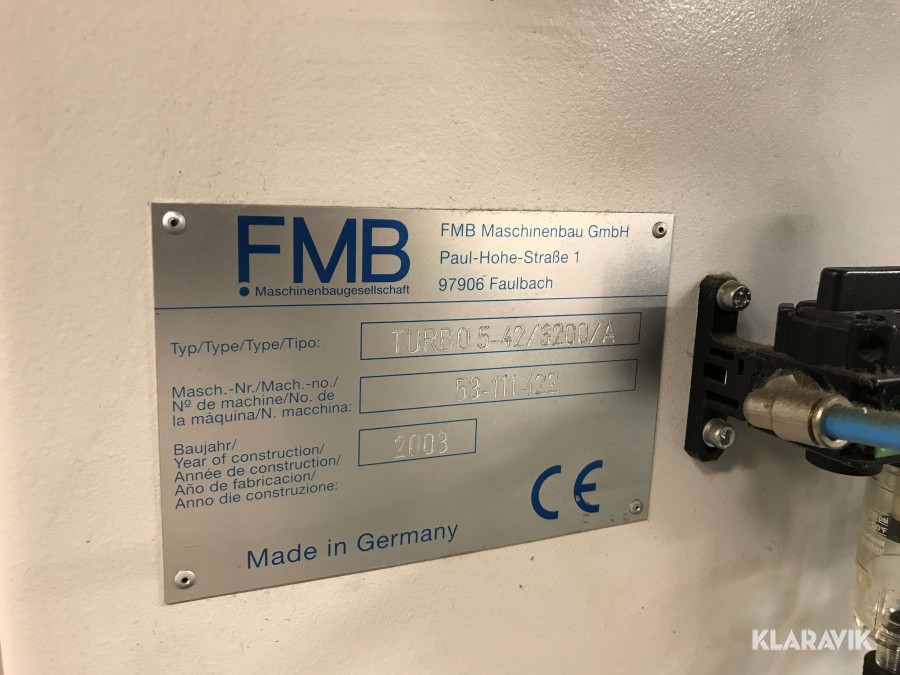 FMB
Maschinenbaugesellschaft
FMB Maschinenbau GmbH
Paul-Hohe-Straße 1
97906 Faulbach
Typ/Type/Type/Tipo:
TURBO 5-42/3200/A
Masch.-Nr./Mach.-no./
Nº de machine/No. de
la máquina/N. macchina:
53-111 423
Baujahr/
Year of construction/
Année de construction/
Año de fabricacion/
Anno die construzione:
2003
CE
Made in Germany
psi
°F
KLARAVIK